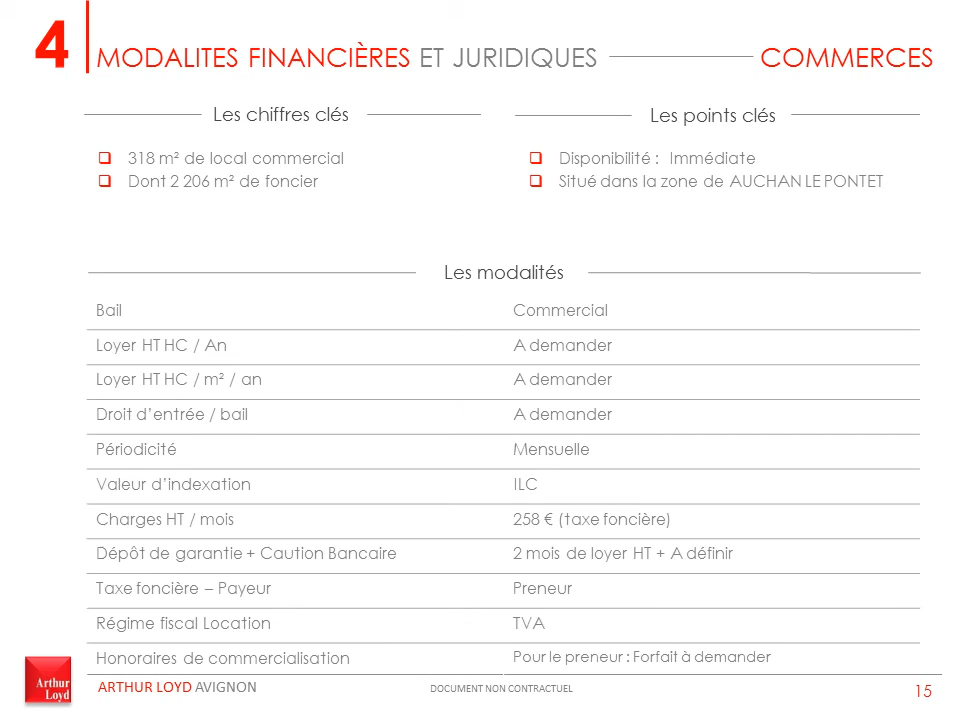 4
MODALITES FINANCIÈRES ET JURIDIQUES COMMERCES
Les chiffres clés
318 m² de local commercial
Dont 2 206 m² de foncier
Les points clés
Disponibilité : Immédiate
Situé dans la zone de AUCHAN LE PONTET
Les modalités
Bail Commercial
Loyer HT HC / An A demander
Loyer HT HC / m² / an A demander
Droit d’entrée / bail A demander
Périodicité Mensuelle
Valeur d’indexation ILC
Charges HT / mois 258 € (taxe foncière)
Dépôt de garantie + Caution Bancaire 2 mois de loyer HT + A définir
Taxe foncière – Payeur Preneur
Régime fiscal Location TVA
Honoraires de commercialisation Pour le preneur : Forfait à demander
Arthur
Loyd
ARTHUR LOYD AVIGNON DOCUMENT NON CONTRACTUEL 15